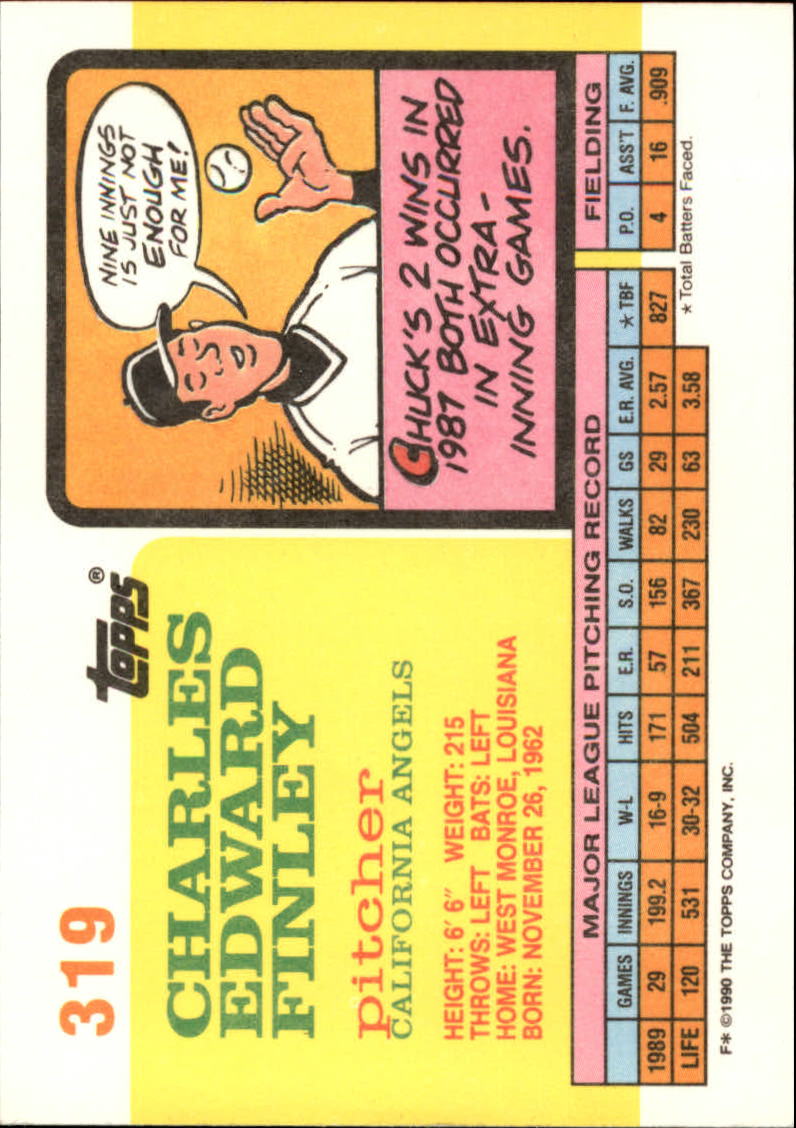 319
topps®
CHARLES
EDWARD
FINLEY
pitcher
CALIFORNIA ANGELS
HEIGHT: 6' 6" WEIGHT: 215
THROWS: LEFT BATS: LEFT
HOME: WEST MONROE, LOUISIANA
BORN: NOVEMBER 26, 1962
NINE INNINGS
IS JUST NOT
ENOUGH
FOR ME!
CHUCK'S 2 WINS IN
1987 BOTH OCCURRED
IN EXTRA-
INNING GAMES.
MAJOR LEAGUE PITCHING RECORD
GAMES INNINGS W-L HITS E.R. S.O. WALKS GS E.R. AVG. ★TBF
1989 29 199.2 16-9 171 57 156 82 29 2.57 827
LIFE 120 531 30-32 504 211 367 230 63 3.58
FIELDING
P.O. ASS'T F. AVG.
4 16 .909
★Total Batters Faced.
F* ©1990 THE TOPPS COMPANY, INC.